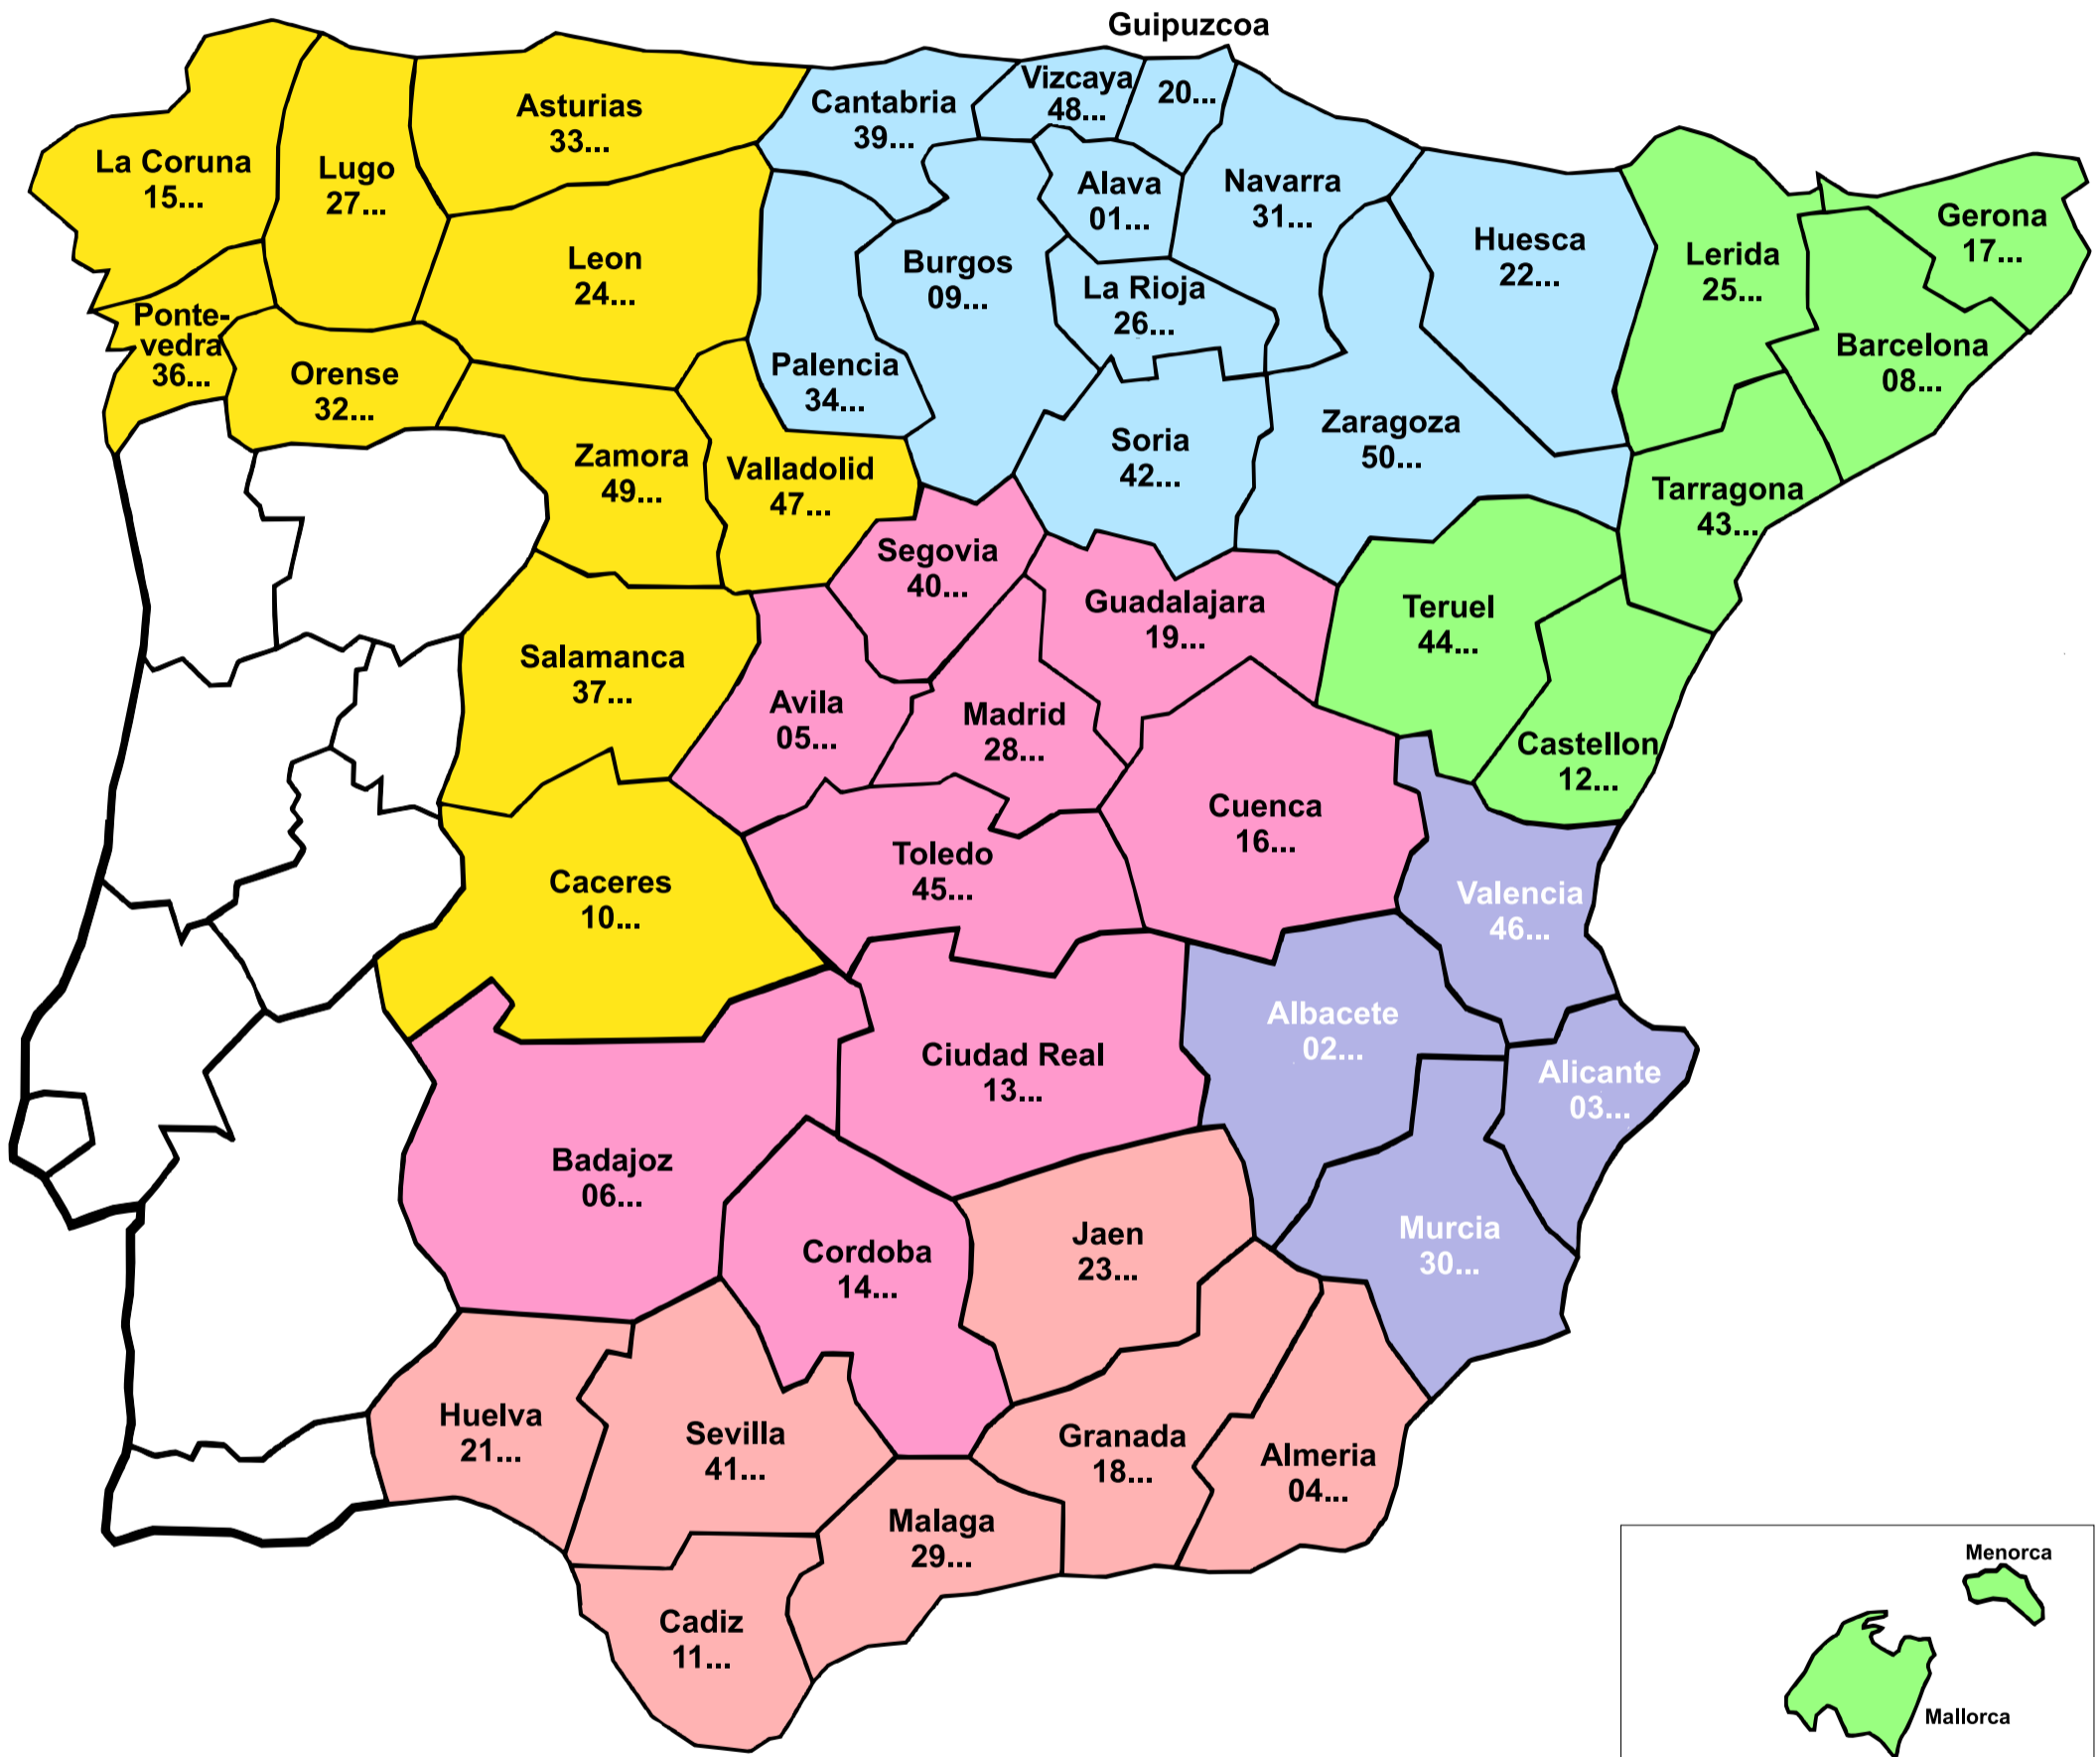 Guipuzcoa
Vizcaya
48...
20...
Cantabria
39...
Asturias
33...
La Coruna
15...
Lugo
27...
Alava
01...
Navarra
31...
Huesca
22...
Lerida
25...
Gerona
17...
Leon
24...
Burgos
09...
La Rioja
26...
Ponte-
vedra
36...
Orense
32...
Palencia
34...
Barcelona
08...
Zamora
49...
Valladolid
47...
Soria
42...
Zaragoza
50...
Tarragona
43...
Segovia
40...
Guadalajara
19...
Teruel
44...
Salamanca
37...
Avila
05...
Madrid
28...
Castellon
12...
Cuenca
16...
Toledo
45...
Caceres
10...
Valencia
46...
Albacete
02...
Ciudad Real
13...
Alicante
03...
Badajoz
06...
Cordoba
14...
Jaen
23...
Murcia
30...
Huelva
21...
Sevilla
41...
Granada
18...
Almeria
04...
Malaga
29...
Cadiz
11...
Menorca
Mallorca